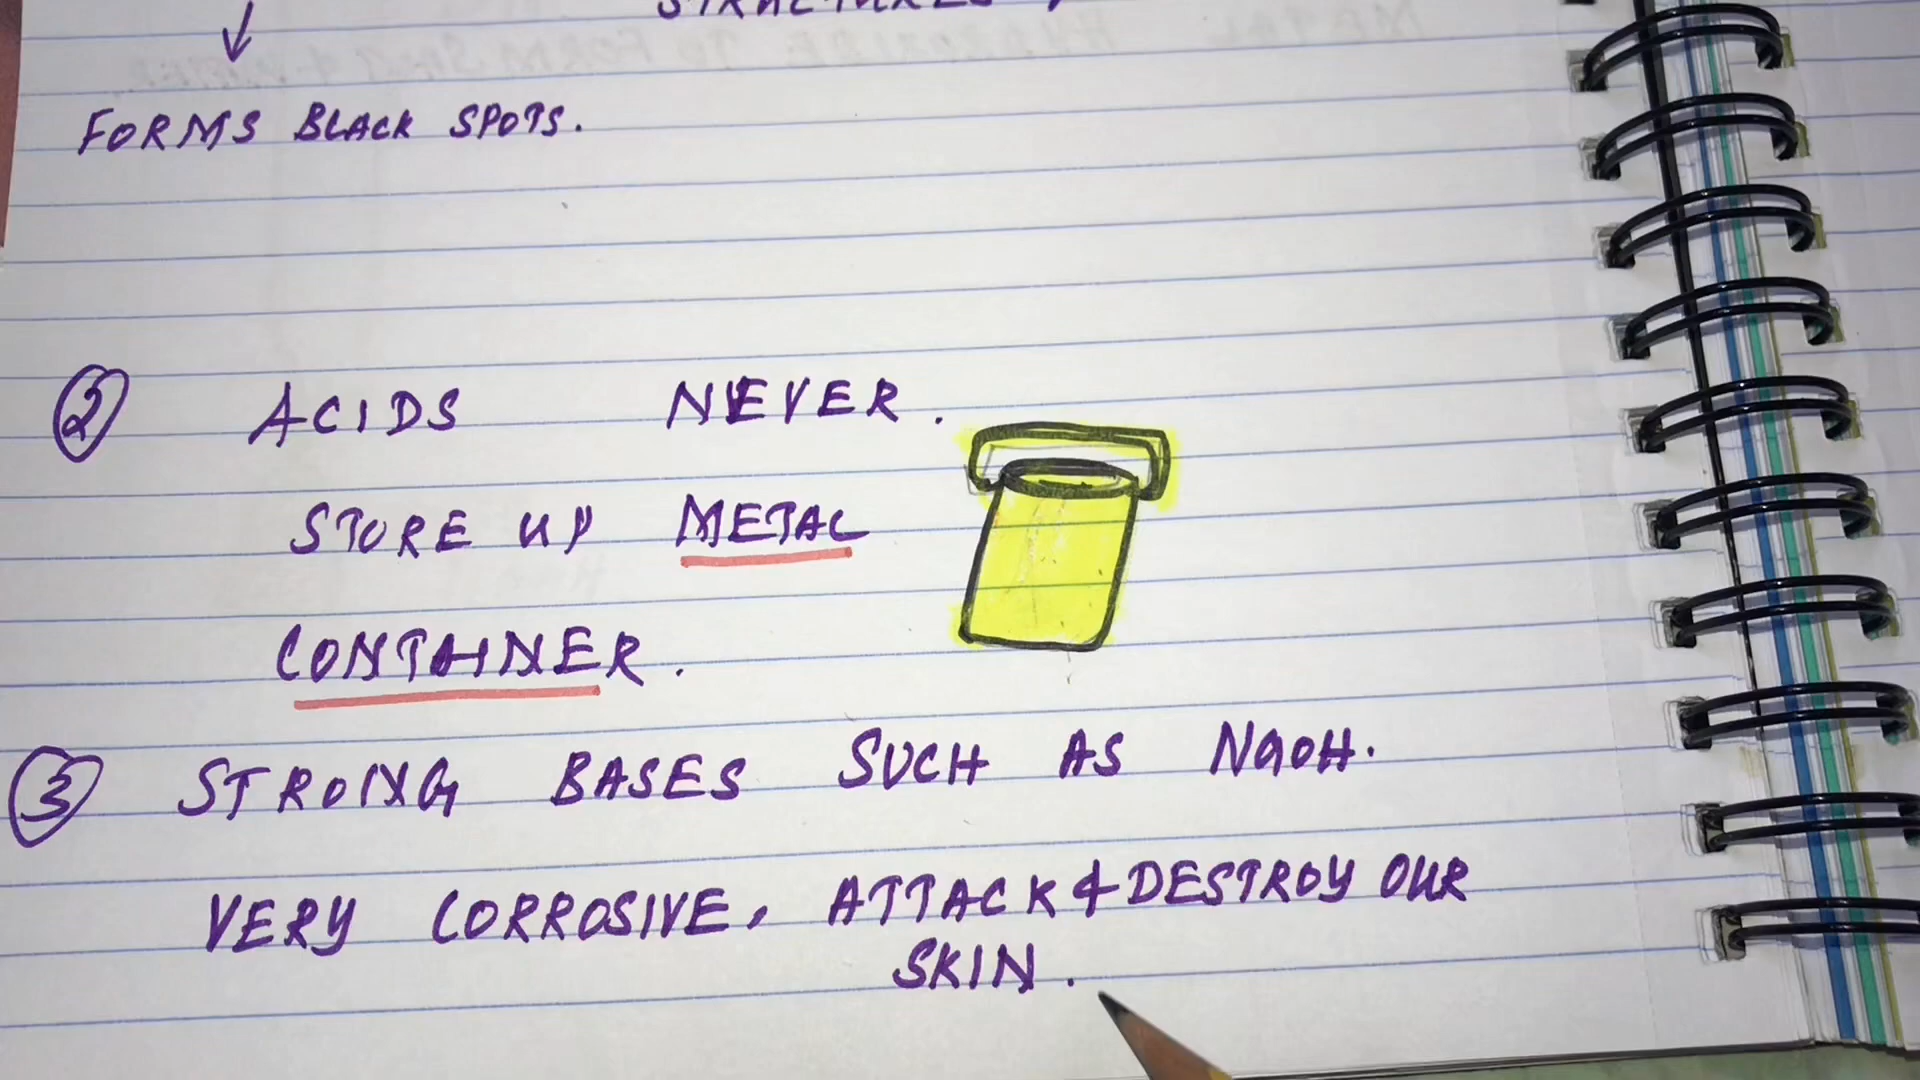 STRUCTURES
FORMS BLACK SPOTS.
② ACIDS NEVER.
STORE UP METAL
CONTAINER.
③ STRONG BASES SUCH AS NaOH.
VERY CORROSIVE, ATTACK & DESTROY OUR
SKIN.